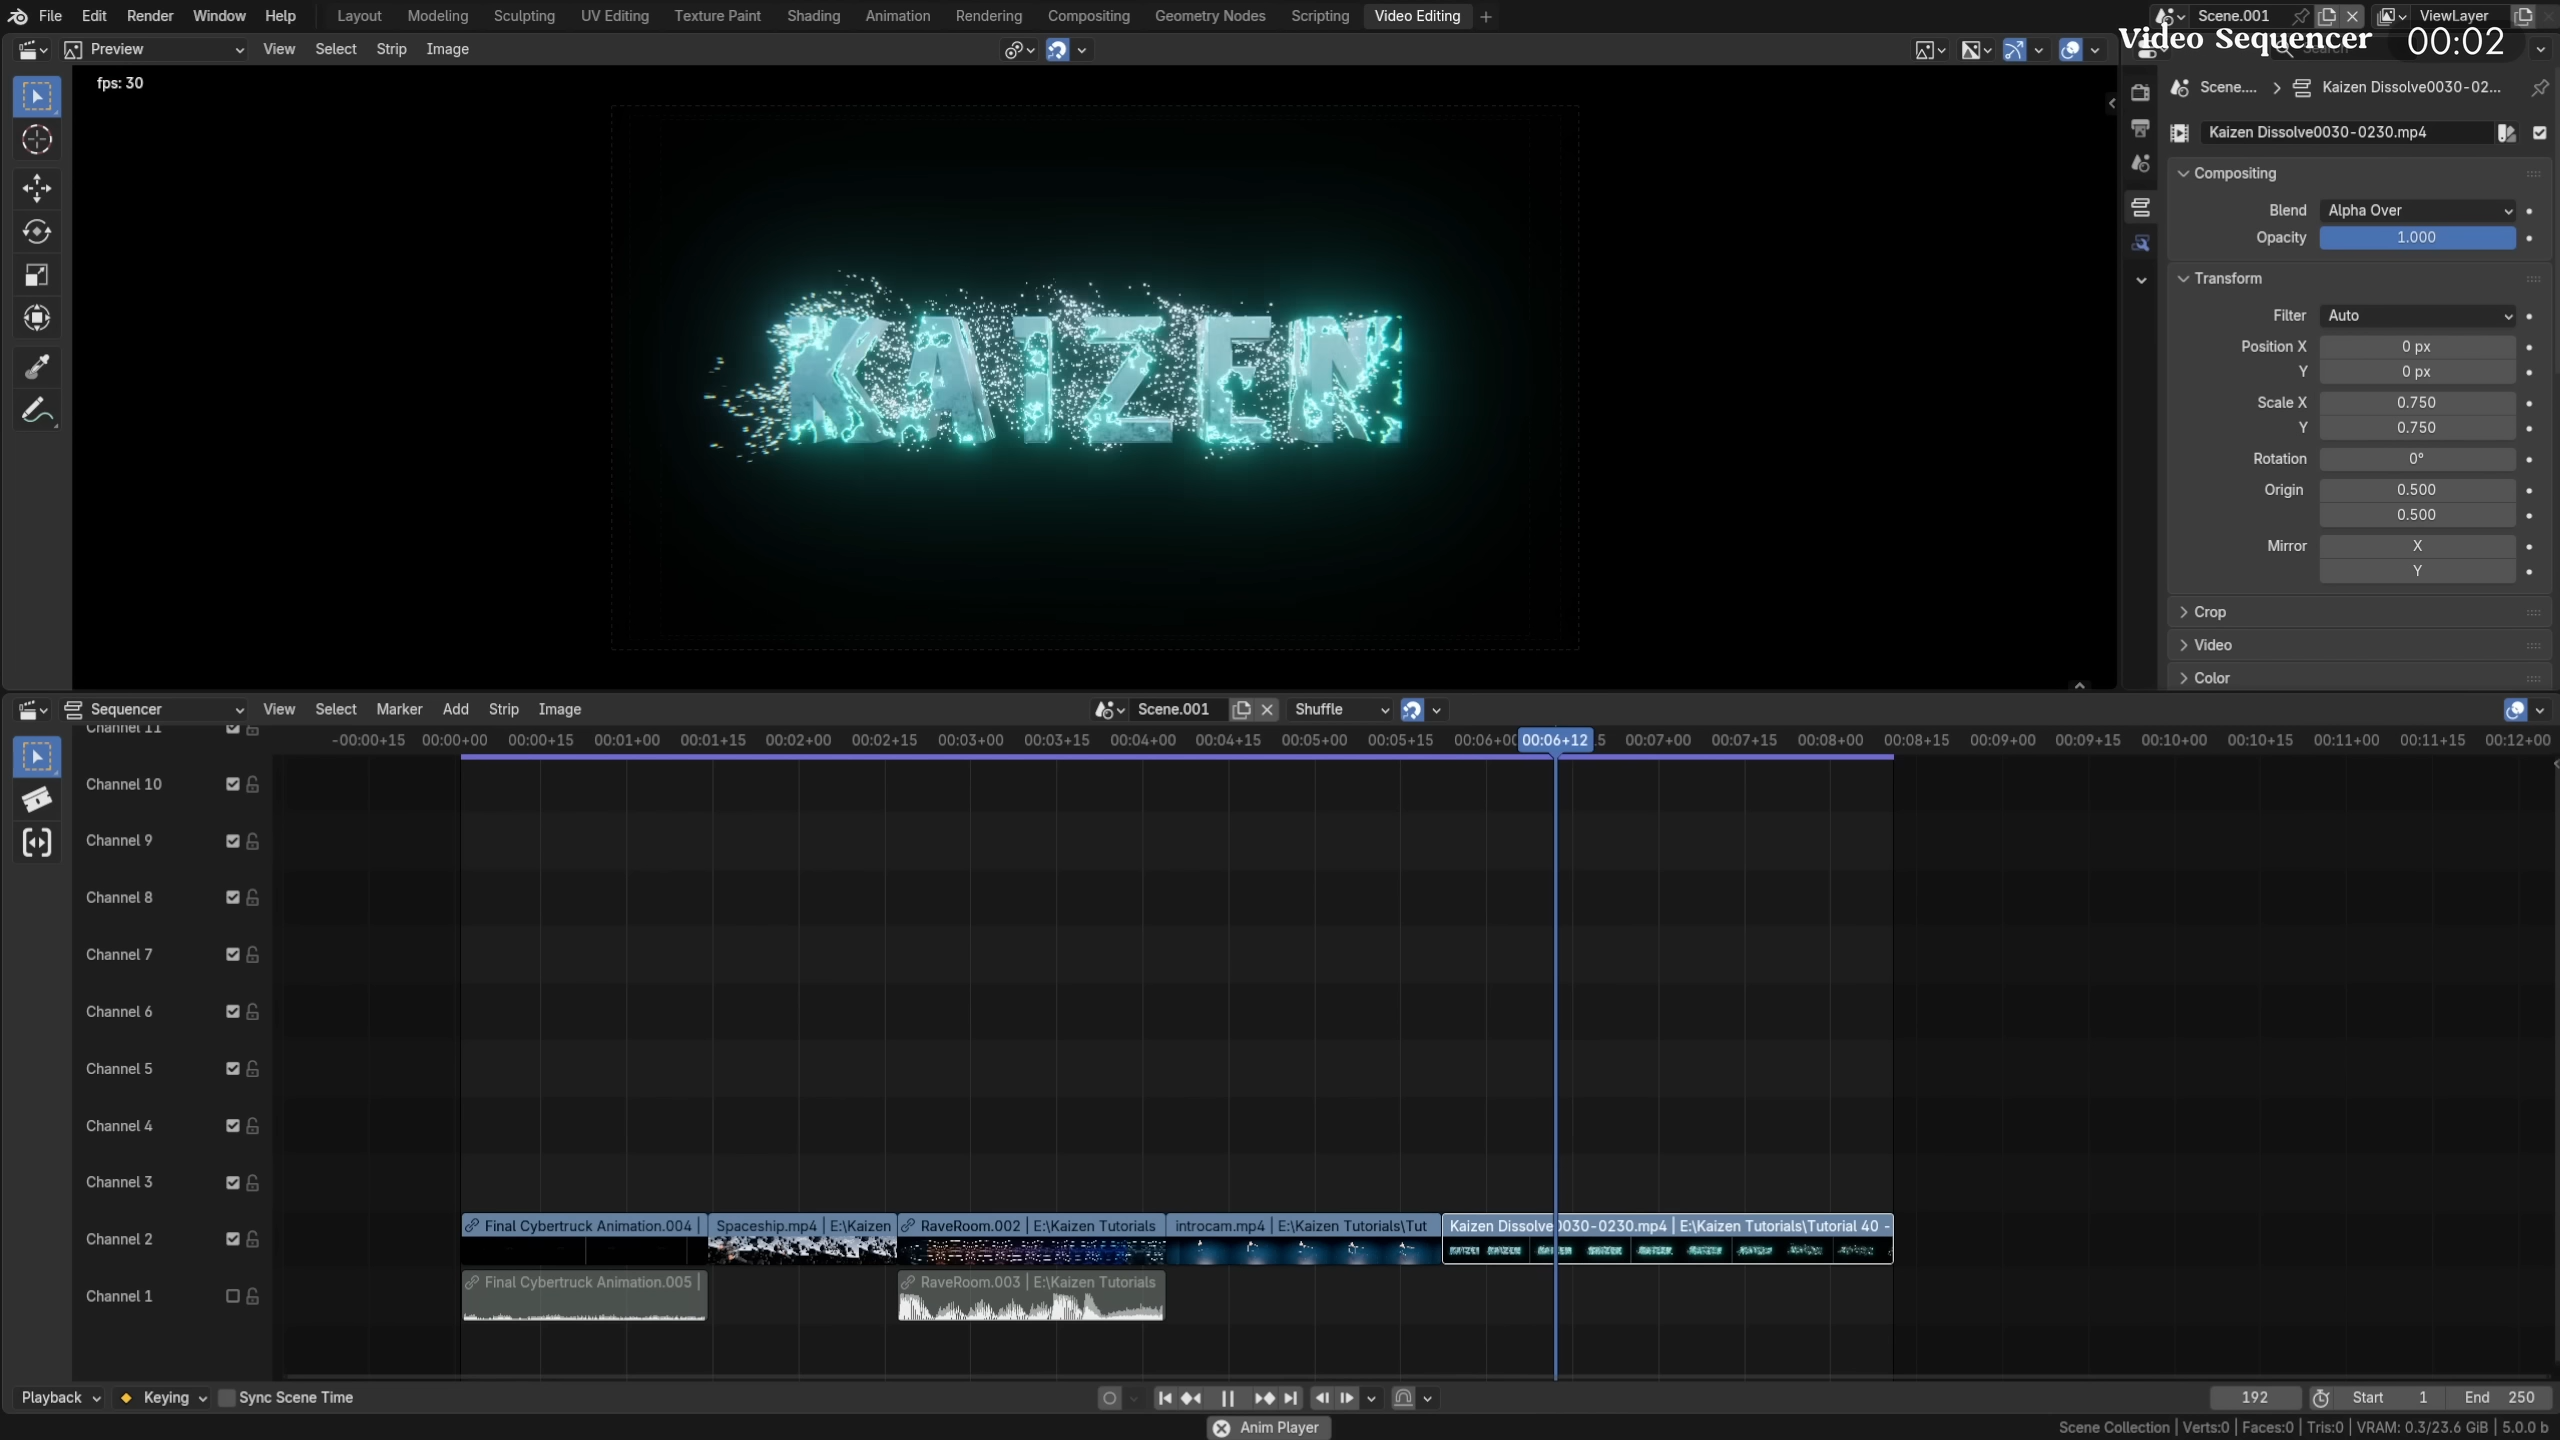 File Edit Render Window Help Layout Modeling Sculpting UV Editing Texture Paint Shading Animation Rendering Compositing Geometry Nodes Scripting Video Editing + Scene.001 ViewLayer
Video Sequencer 00:02
Preview View Select Strip Image
fps: 30
Scene.... Kaizen Dissolve0030-02...
Kaizen Dissolve0030-0230.mp4
Compositing
Blend Alpha Over
Opacity 1.000
Transform
Filter Auto
Position X 0 px
Y 0 px
Scale X 0.750
Y 0.750
Rotation 0°
Origin 0.500
0.500
Mirror X
Y
Crop
Video
Color
KAIZEN
Sequencer View Select Marker Add Strip Image Scene.001 Shuffle
-00:00+15 00:00+00 00:00+15 00:01+00 00:01+15 00:02+00 00:02+15 00:03+00 00:03+15 00:04+00 00:04+15 00:05+00 00:05+15 00:06+0 00:06+12 5 00:07+00 00:07+15 00:08+00 00:08+15 00:09+00 00:09+15 00:10+00 00:10+15 00:11+00 00:11+15 00:12+00
Channel 11
Channel 10
Channel 9
Channel 8
Channel 7
Channel 6
Channel 5
Channel 4
Channel 3
Channel 2
Final Cybertruck Animation.004 | Spaceship.mp4 | E:\Kaizen RaveRoom.002 | E:\Kaizen Tutorials introcam.mp4 | E:\Kaizen Tutorials\Tut Kaizen Dissolve0030-0230.mp4 | E:\Kaizen Tutorials\Tutorial 40 -
Channel 1
Final Cybertruck Animation.005 | RaveRoom.003 | E:\Kaizen Tutorials
Playback Keying Sync Scene Time 192 Start 1 End 250
Anim Player
Scene Collection | Verts:0 | Faces:0 | Tris:0 | VRAM: 0.3/23.6 GiB | 5.0.0 b